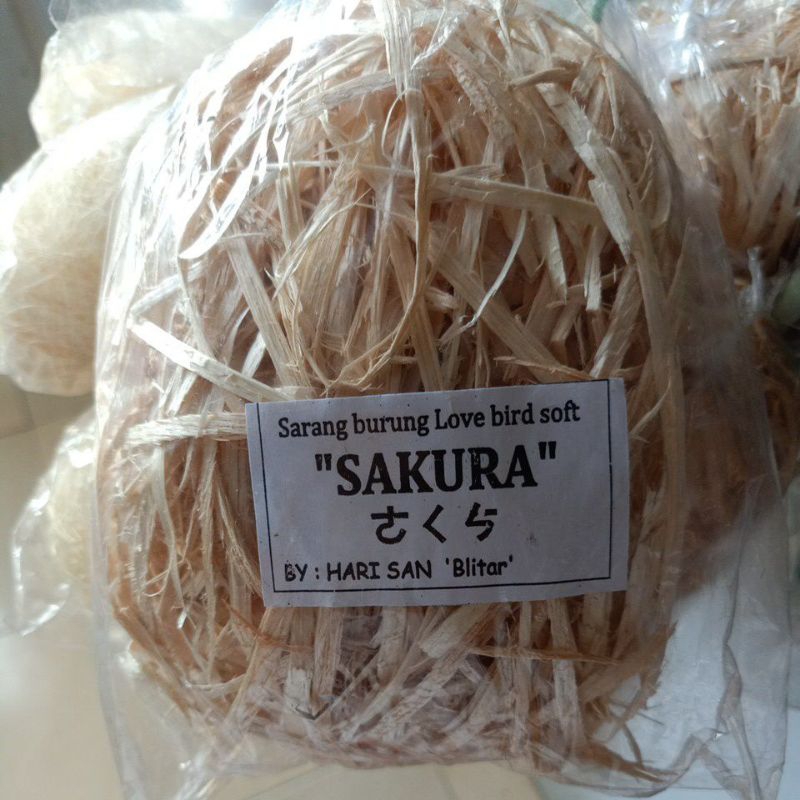 Sarang burung Love bird soft
"SAKURA"
さくら
BY : HARI SAN 'Blitar'